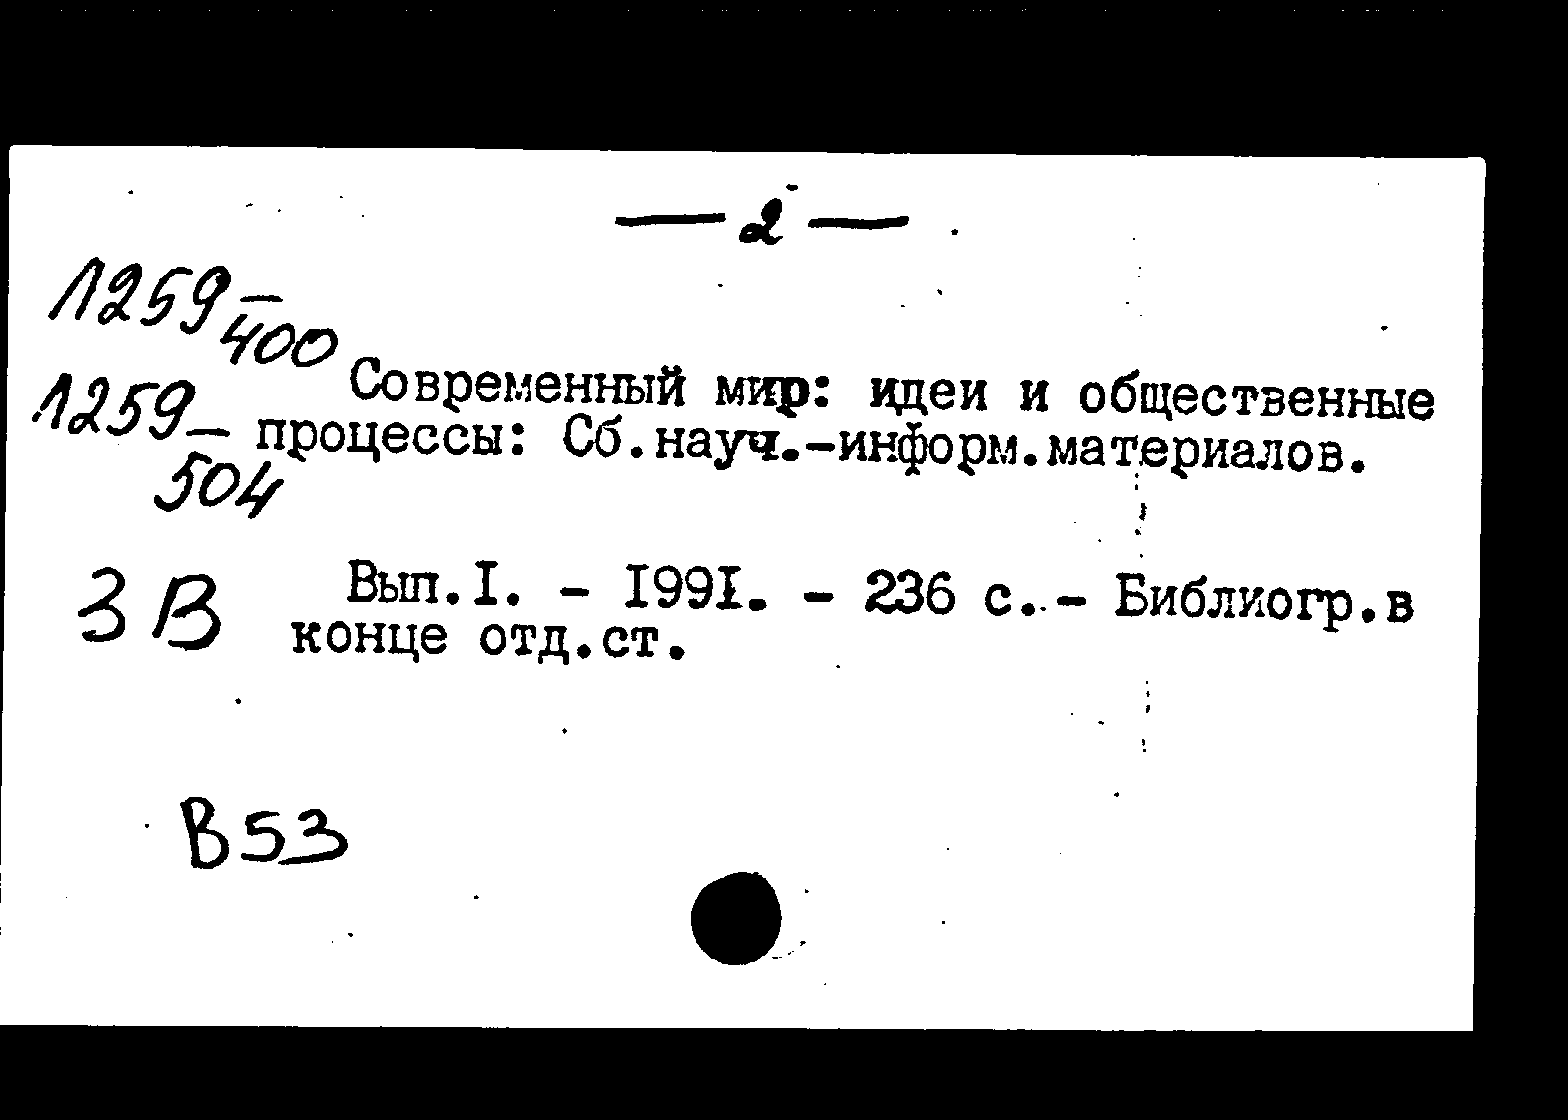 — 2 —
1259-
400
Современный мир: идеи и общественные
1259-
процессы: Сб.науч.-информ.материалов.
504
3 В
Вып.I. - I99I. - 236 с. - Библиогр.в
конце отд.ст.
В53